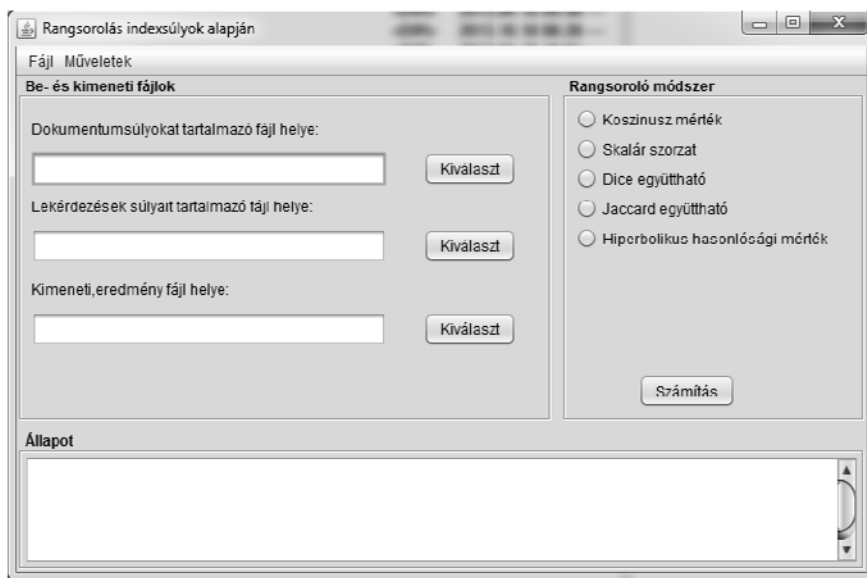 Rangsorolás indexsúlyok alapján
Fájl Műveletek
Be- és kimeneti fájlok
Dokumentumsúlyokat tartalmazó fájl helye:
Kiválaszt
Lekérdezések súlyait tartalmazó fájl helye:
Kiválaszt
Kimeneti,eredmény fájl helye:
Kiválaszt
Rangsoroló módszer
Koszinusz mérték
Skalár szorzat
Dice együttható
Jaccard együttható
Hiperbolikus hasonlósági mérték
Számítás
Állapot